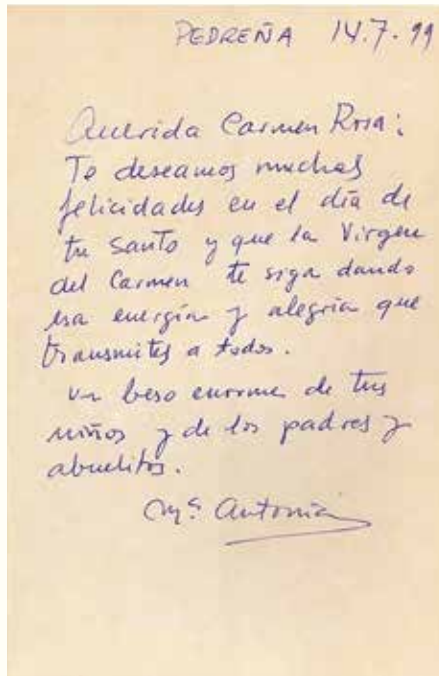 PEDREÑA 14.7.99
Querida Carmen Rosa:
Te deseamos muchas
felicidades en el día de
tu Santo y que la Virgen
del Carmen te siga dando
esa energía y alegría que
transmites a todos.
un beso enorme de tus
niños y de los padres y
abuelitos.
Mª Antonia